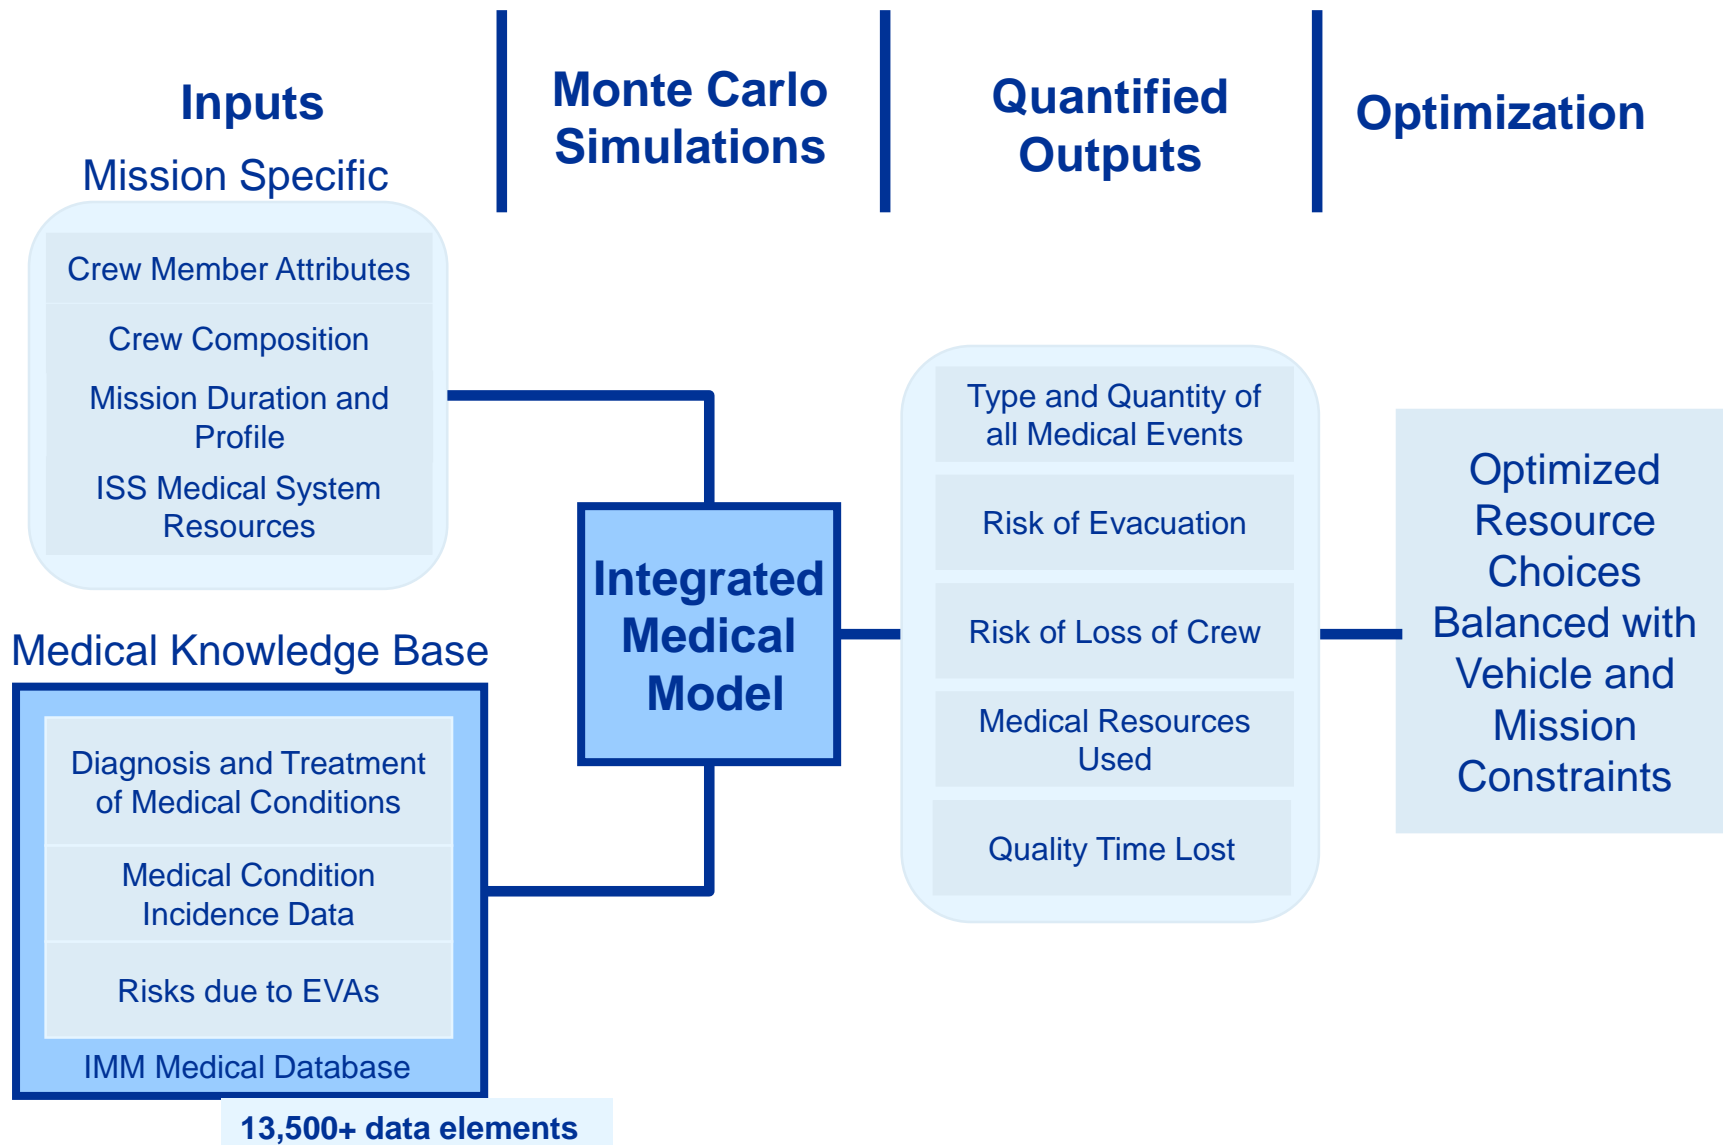 Inputs
Monte Carlo
Simulations
Quantified
Outputs
Optimization
Mission Specific
Crew Member Attributes
Crew Composition
Mission Duration and
Profile
ISS Medical System
Resources
Medical Knowledge Base
Diagnosis and Treatment
of Medical Conditions
Medical Condition
Incidence Data
Risks due to EVAs
IMM Medical Database
13,500+ data elements
Integrated
Medical
Model
Type and Quantity of
all Medical Events
Risk of Evacuation
Risk of Loss of Crew
Medical Resources
Used
Quality Time Lost
Optimized
Resource
Choices
Balanced with
Vehicle and
Mission
Constraints